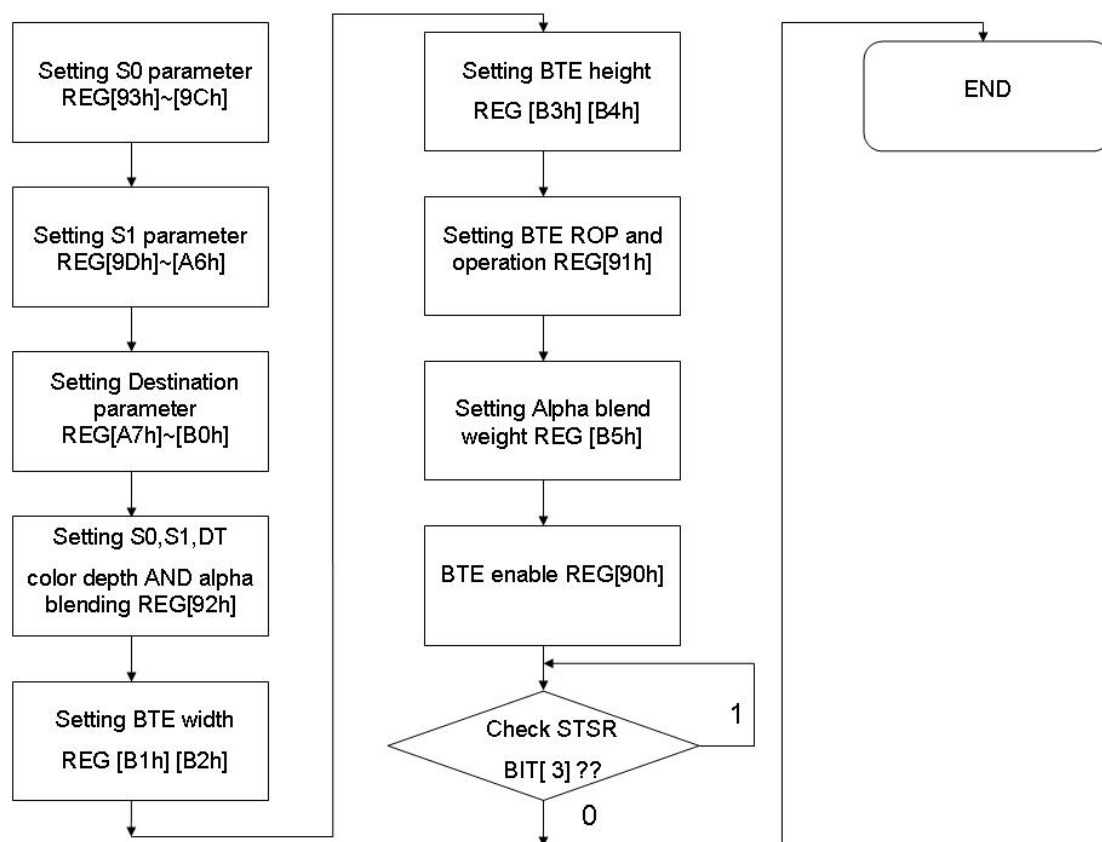 Setting S0 parameter
REG[93h]~[9Ch]
Setting S1 parameter
REG[9Dh]~[A6h]
Setting Destination
parameter
REG[A7h]~[B0h]
Setting S0,S1,DT
color depth AND alpha
blending REG[92h]
Setting BTE width
REG [B1h] [B2h]
Setting BTE height
REG [B3h] [B4h]
Setting BTE ROP and
operation REG[91h]
Setting Alpha blend
weight REG [B5h]
BTE enable REG[90h]
Check STSR
BIT[ 3] ??
1
0
END